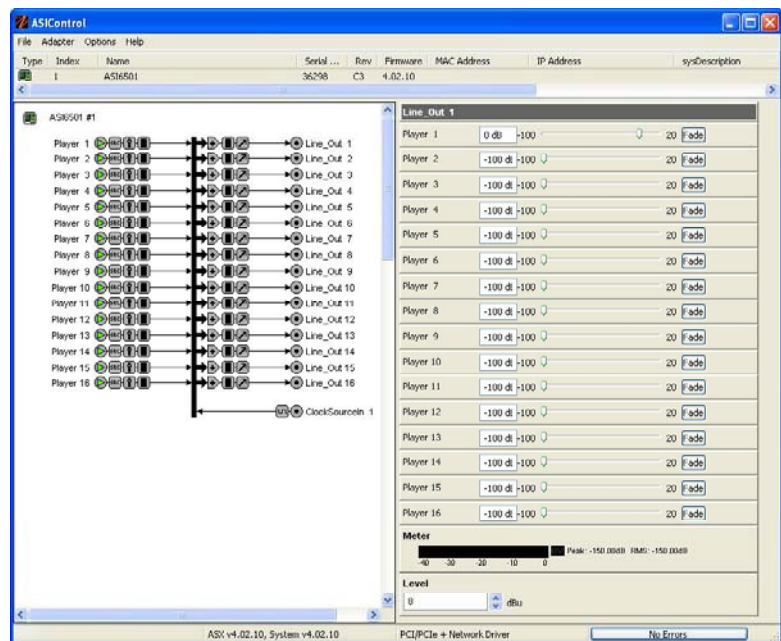 ASIControl
File Adapter Options Help
Type Index Name Serial ... Rev Firmware MAC Address IP Address sysDescription
1 ASI6501 36298 C3 4.02.10
ASI6501 #1
Player 1 Line_Out 1
Player 2 Line_Out 2
Player 3 Line_Out 3
Player 4 Line_Out 4
Player 5 Line_Out 5
Player 6 Line_Out 6
Player 7 Line_Out 7
Player 8 Line_Out 8
Player 9 Line_Out 9
Player 10 Line_Out 10
Player 11 Line_Out 11
Player 12 Line_Out 12
Player 13 Line_Out 13
Player 14 Line_Out 14
Player 15 Line_Out 15
Player 16 Line_Out 16
ClockSourceIn 1
Line_Out 1
Player 1 0 dB -100 20 Fade
Player 2 -100 dB -100 20 Fade
Player 3 -100 dB -100 20 Fade
Player 4 -100 dB -100 20 Fade
Player 5 -100 dB -100 20 Fade
Player 6 -100 dB -100 20 Fade
Player 7 -100 dB -100 20 Fade
Player 8 -100 dB -100 20 Fade
Player 9 -100 dB -100 20 Fade
Player 10 -100 dB -100 20 Fade
Player 11 -100 dB -100 20 Fade
Player 12 -100 dB -100 20 Fade
Player 13 -100 dB -100 20 Fade
Player 14 -100 dB -100 20 Fade
Player 15 -100 dB -100 20 Fade
Player 16 -100 dB -100 20 Fade
Meter
Peak: -150.00dB RMS: -150.00dB
-40 -30 -20 -10 0
Level
8 dBu
ASX v4.02.10, System v4.02.10 PCI/PCIe + Network Driver No Errors